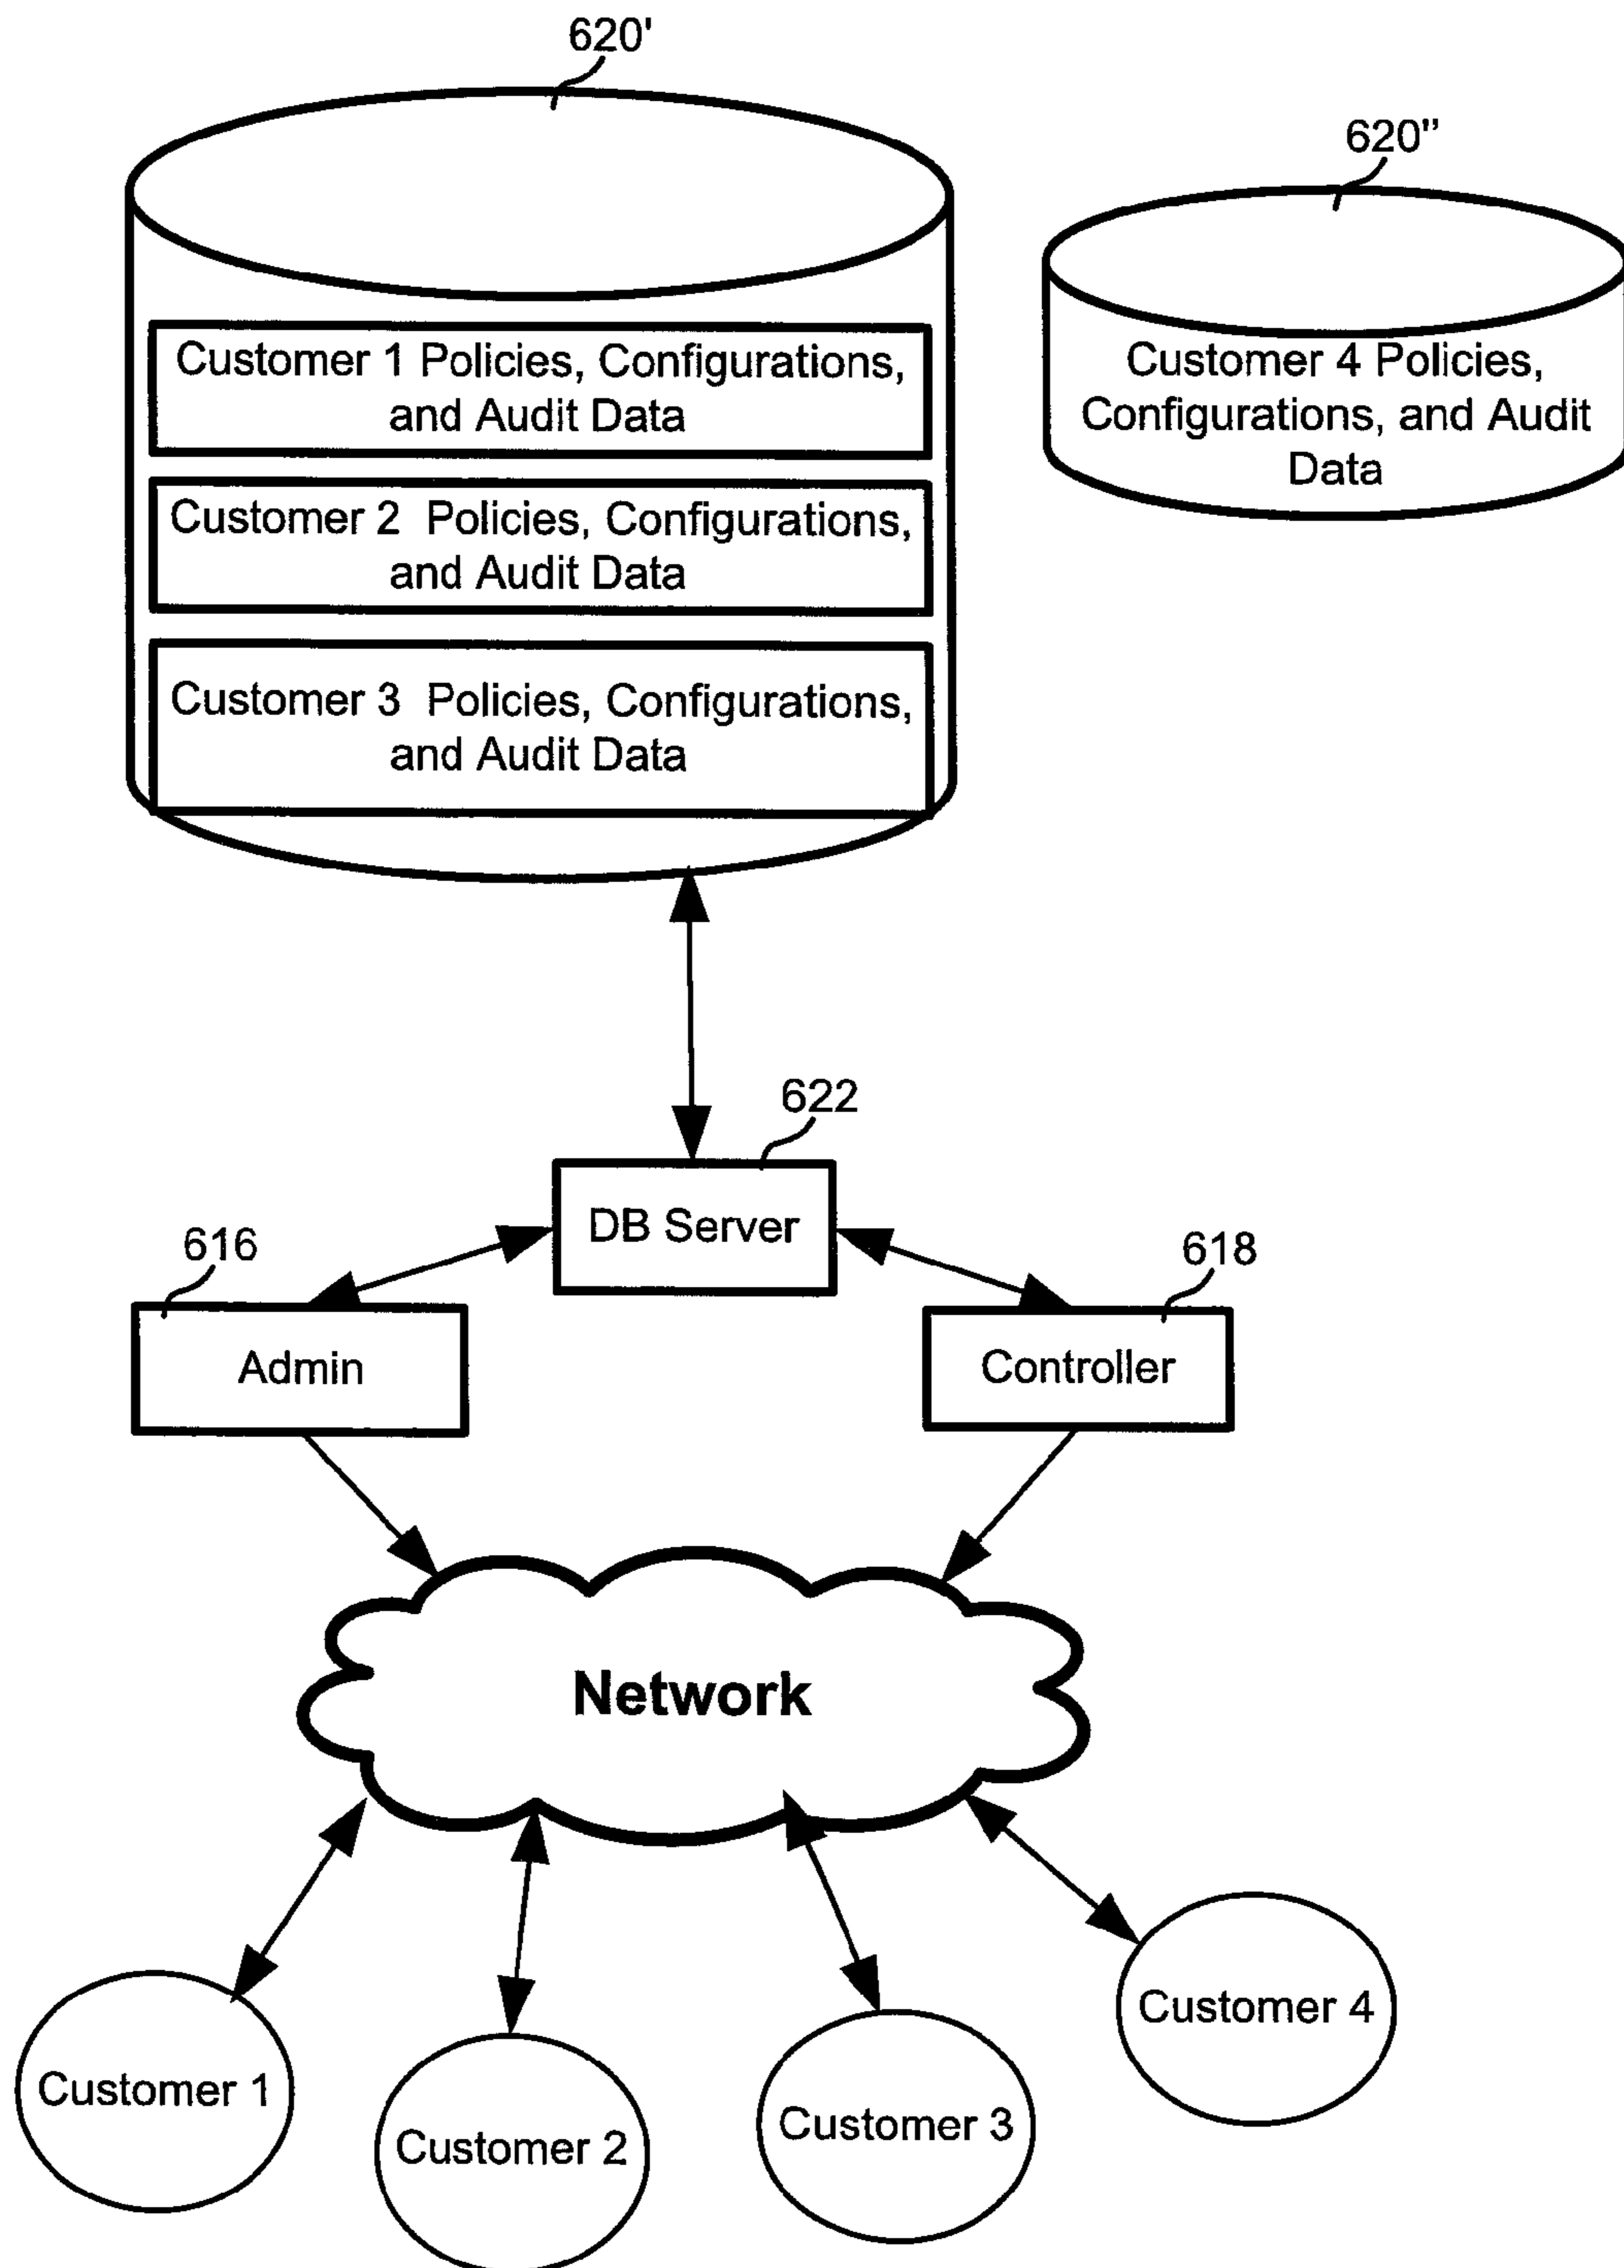 620'
620"
Customer 1 Policies, Configurations,
and Audit Data
Customer 2 Policies, Configurations,
and Audit Data
Customer 3 Policies, Configurations,
and Audit Data
Customer 4 Policies,
Configurations, and Audit
Data
622
DB Server
616
Admin
618
Controller
Network
Customer 1
Customer 2
Customer 3
Customer 4